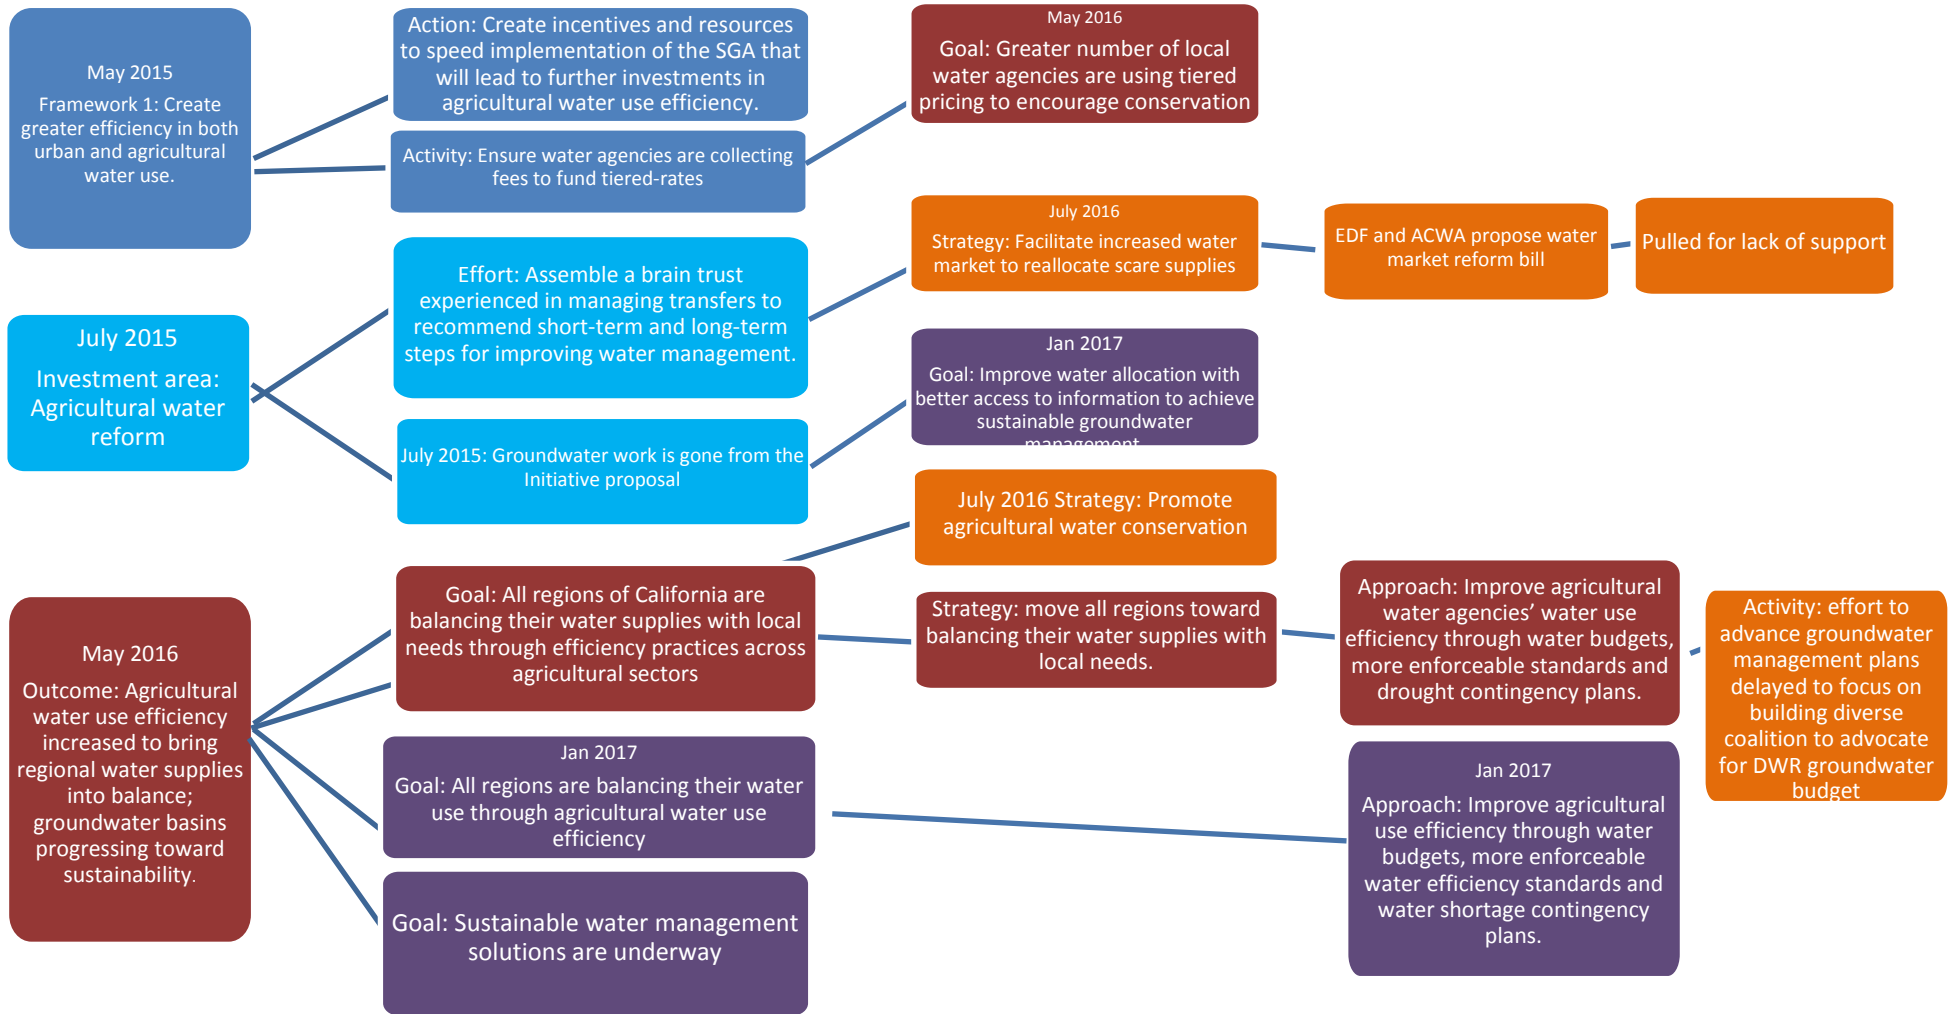 May 2015
Framework 1: Create
greater efficiency in both
urban and agricultural
water use.
Action: Create incentives and resources
to speed implementation of the SGA that
will lead to further investments in
agricultural water use efficiency.
Activity: Ensure water agencies are collecting
fees to fund tiered-rates
May 2016
Goal: Greater number of local
water agencies are using tiered
pricing to encourage conservation
July 2015
Investment area:
Agricultural water
reform
Effort: Assemble a brain trust
experienced in managing transfers to
recommend short-term and long-term
steps for improving water management.
July 2015: Groundwater work is gone from the
Initiative proposal
July 2016
Strategy: Facilitate increased water
market to reallocate scare supplies
EDF and ACWA propose water
market reform bill
Pulled for lack of support
Jan 2017
Goal: Improve water allocation with
better access to information to achieve
sustainable groundwater
management
July 2016 Strategy: Promote
agricultural water conservation
May 2016
Outcome: Agricultural
water use efficiency
increased to bring
regional water supplies
into balance;
groundwater basins
progressing toward
sustainability.
Goal: All regions of California are
balancing their water supplies with local
needs through efficiency practices across
agricultural sectors
Strategy: move all regions toward
balancing their water supplies with
local needs.
Approach: Improve agricultural
water agencies’ water use
efficiency through water budgets,
more enforceable standards and
drought contingency plans.
Activity: effort to
advance groundwater
management plans
delayed to focus on
building diverse
coalition to advocate
for DWR groundwater
budget
Jan 2017
Goal: All regions are balancing their water
use through agricultural water use
efficiency
Jan 2017
Approach: Improve agricultural
use efficiency through water
budgets, more enforceable
water efficiency standards and
water shortage contingency
plans.
Goal: Sustainable water management
solutions are underway